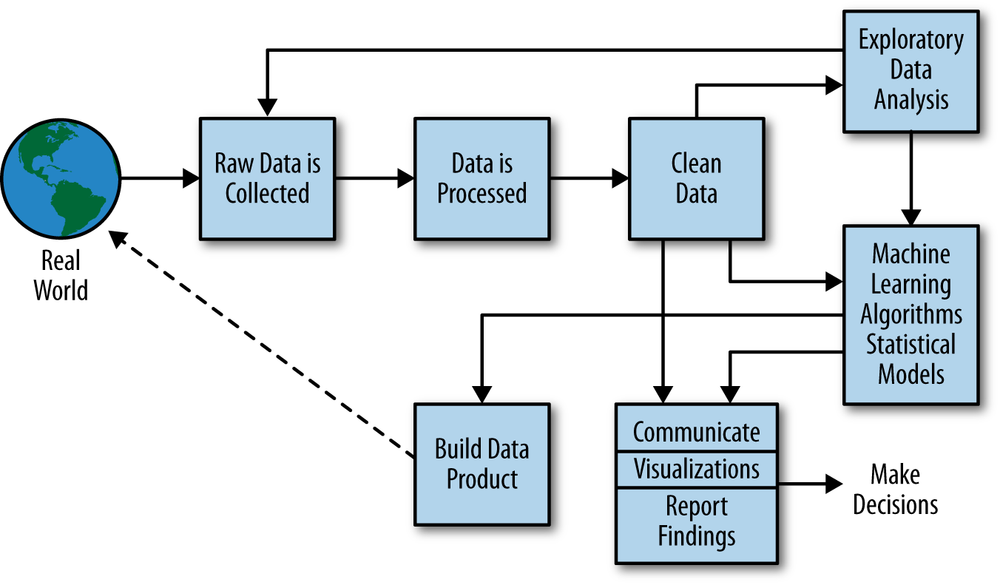 Exploratory
Data
Analysis
Raw Data is
Collected
Data is
Processed
Clean
Data
Real
World
Machine
Learning
Algorithms
Statistical
Models
Build Data
Product
Communicate
Visualizations
Report
Findings
Make
Decisions